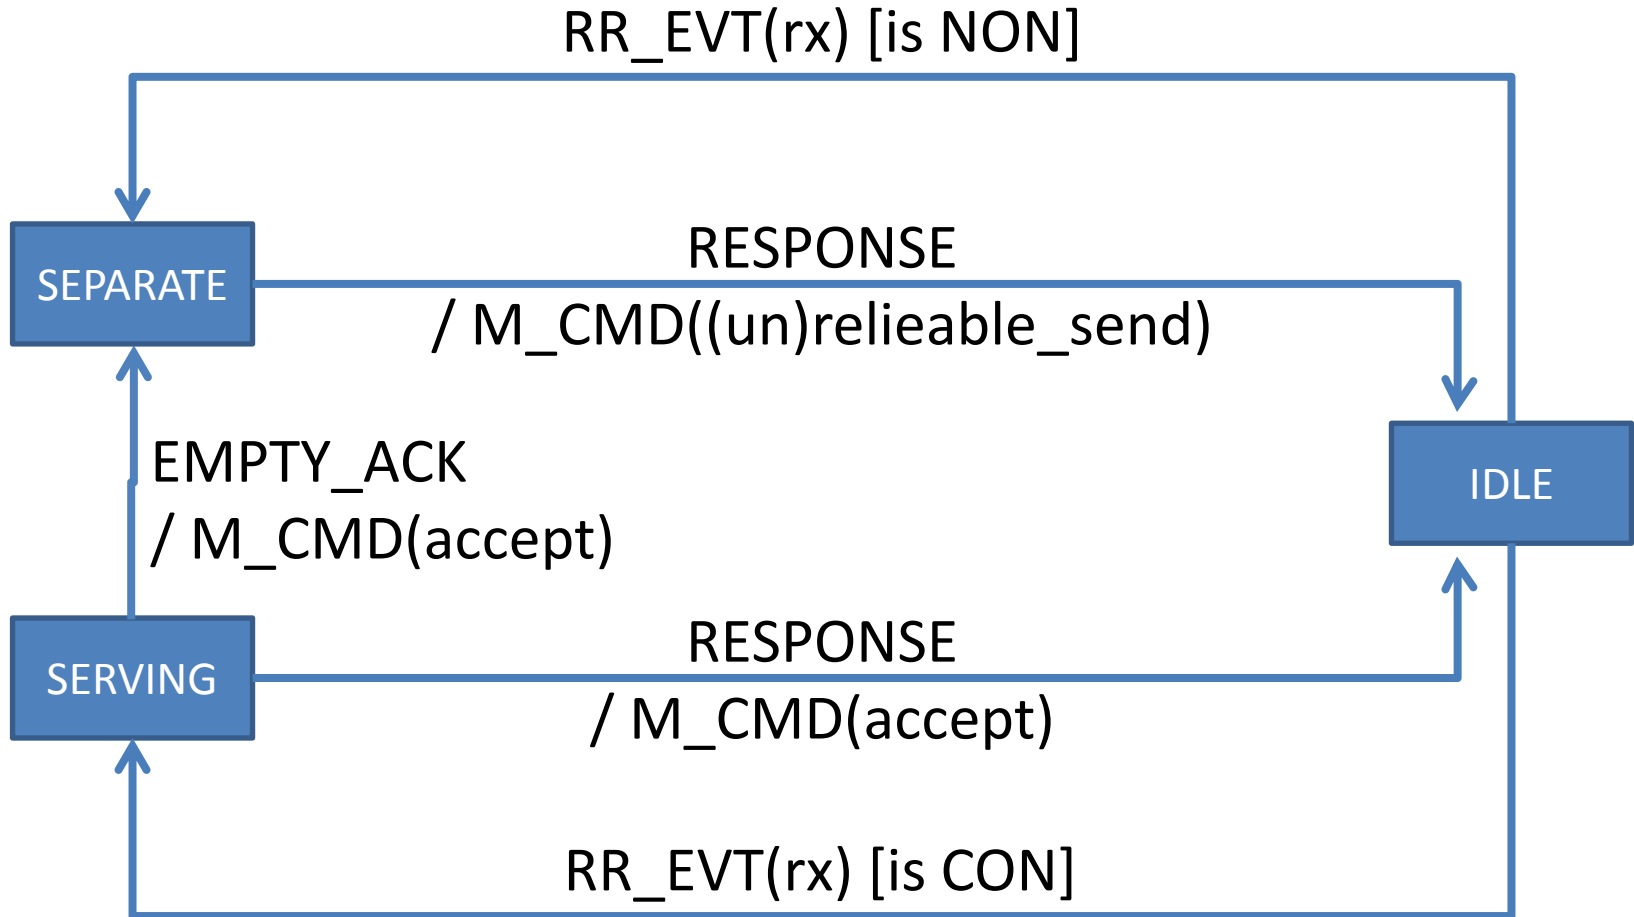 RR_EVT(rx) [is NON]
SEPARATE
RESPONSE
/ M_CMD((un)relieable_send)
EMPTY_ACK
/ M_CMD(accept)
IDLE
SERVING
RESPONSE
/ M_CMD(accept)
RR_EVT(rx) [is CON]